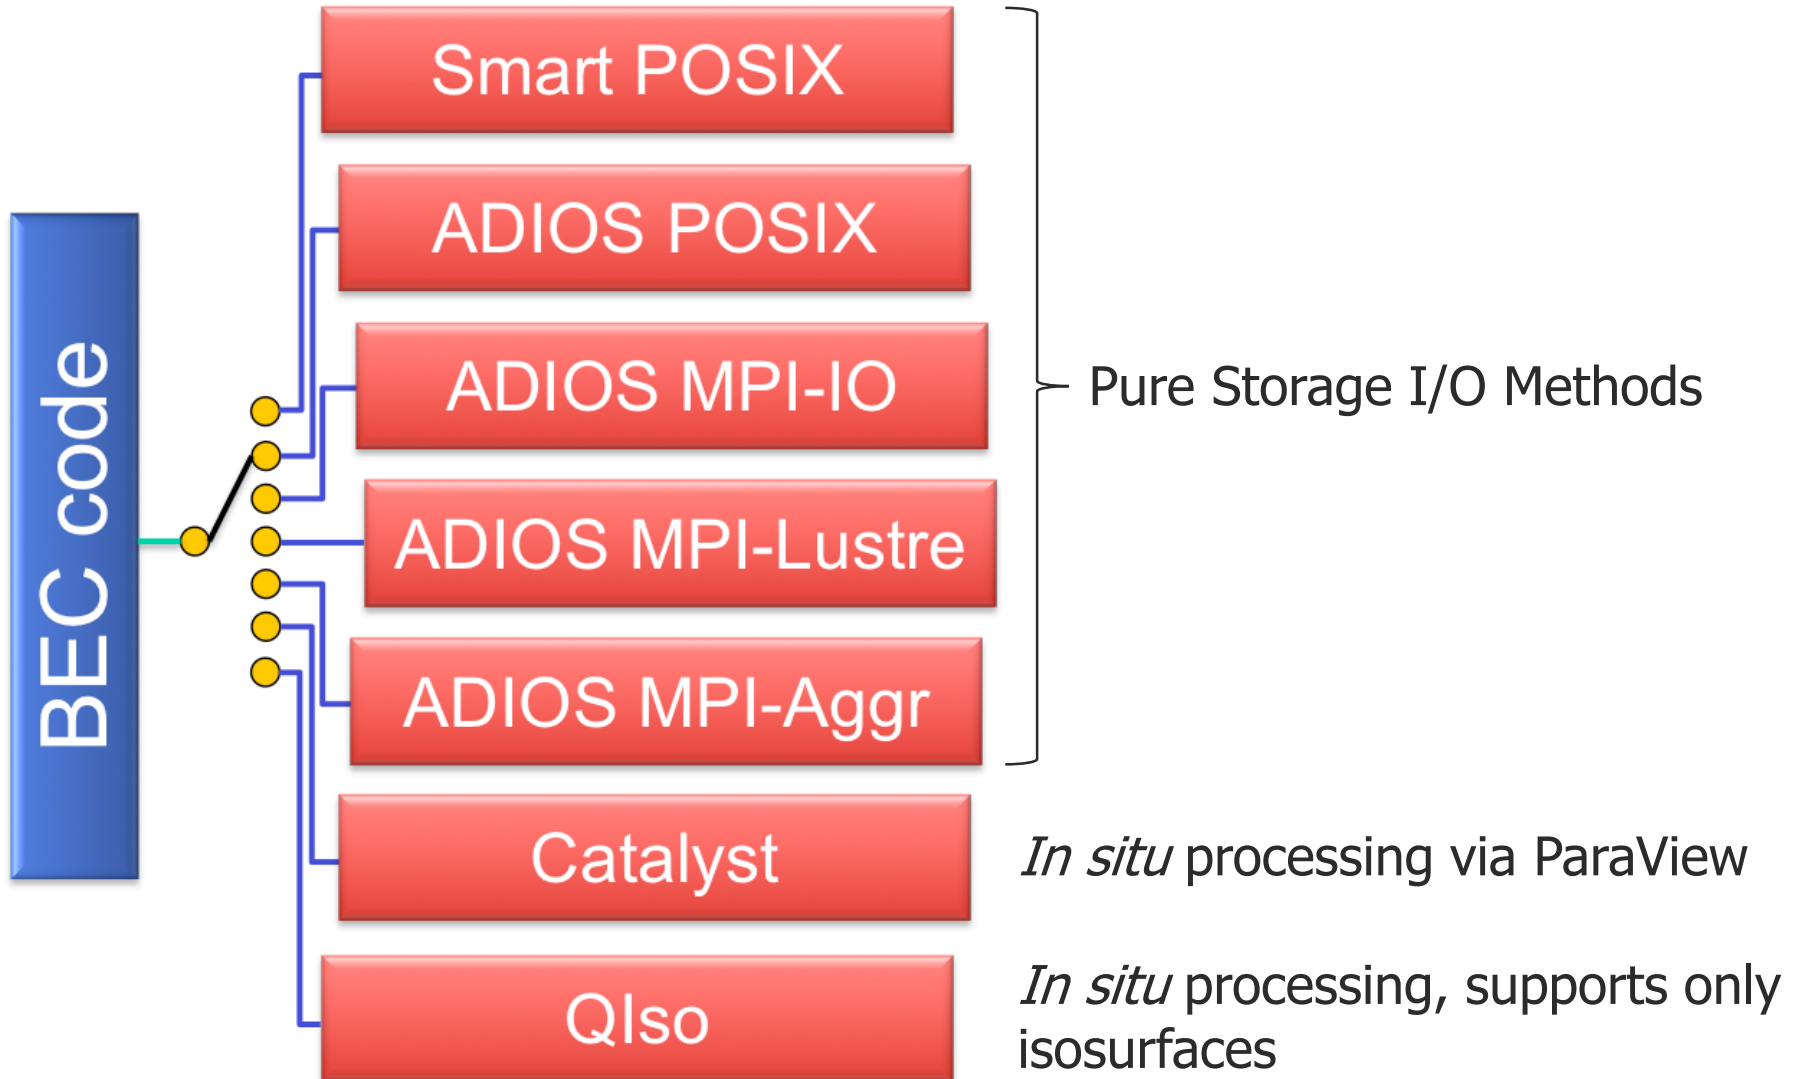 Smart POSIX
ADIOS POSIX
ADIOS MPI-IO
ADIOS MPI-Lustre
ADIOS MPI-Aggr
Catalyst
QIso
BEC code
Pure Storage I/O Methods
In situ processing via ParaView
In situ processing, supports only
isosurfaces